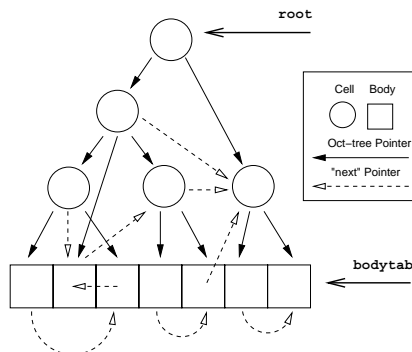 root
Cell
Body
Oct-tree Pointer
"next" Pointer
bodytab